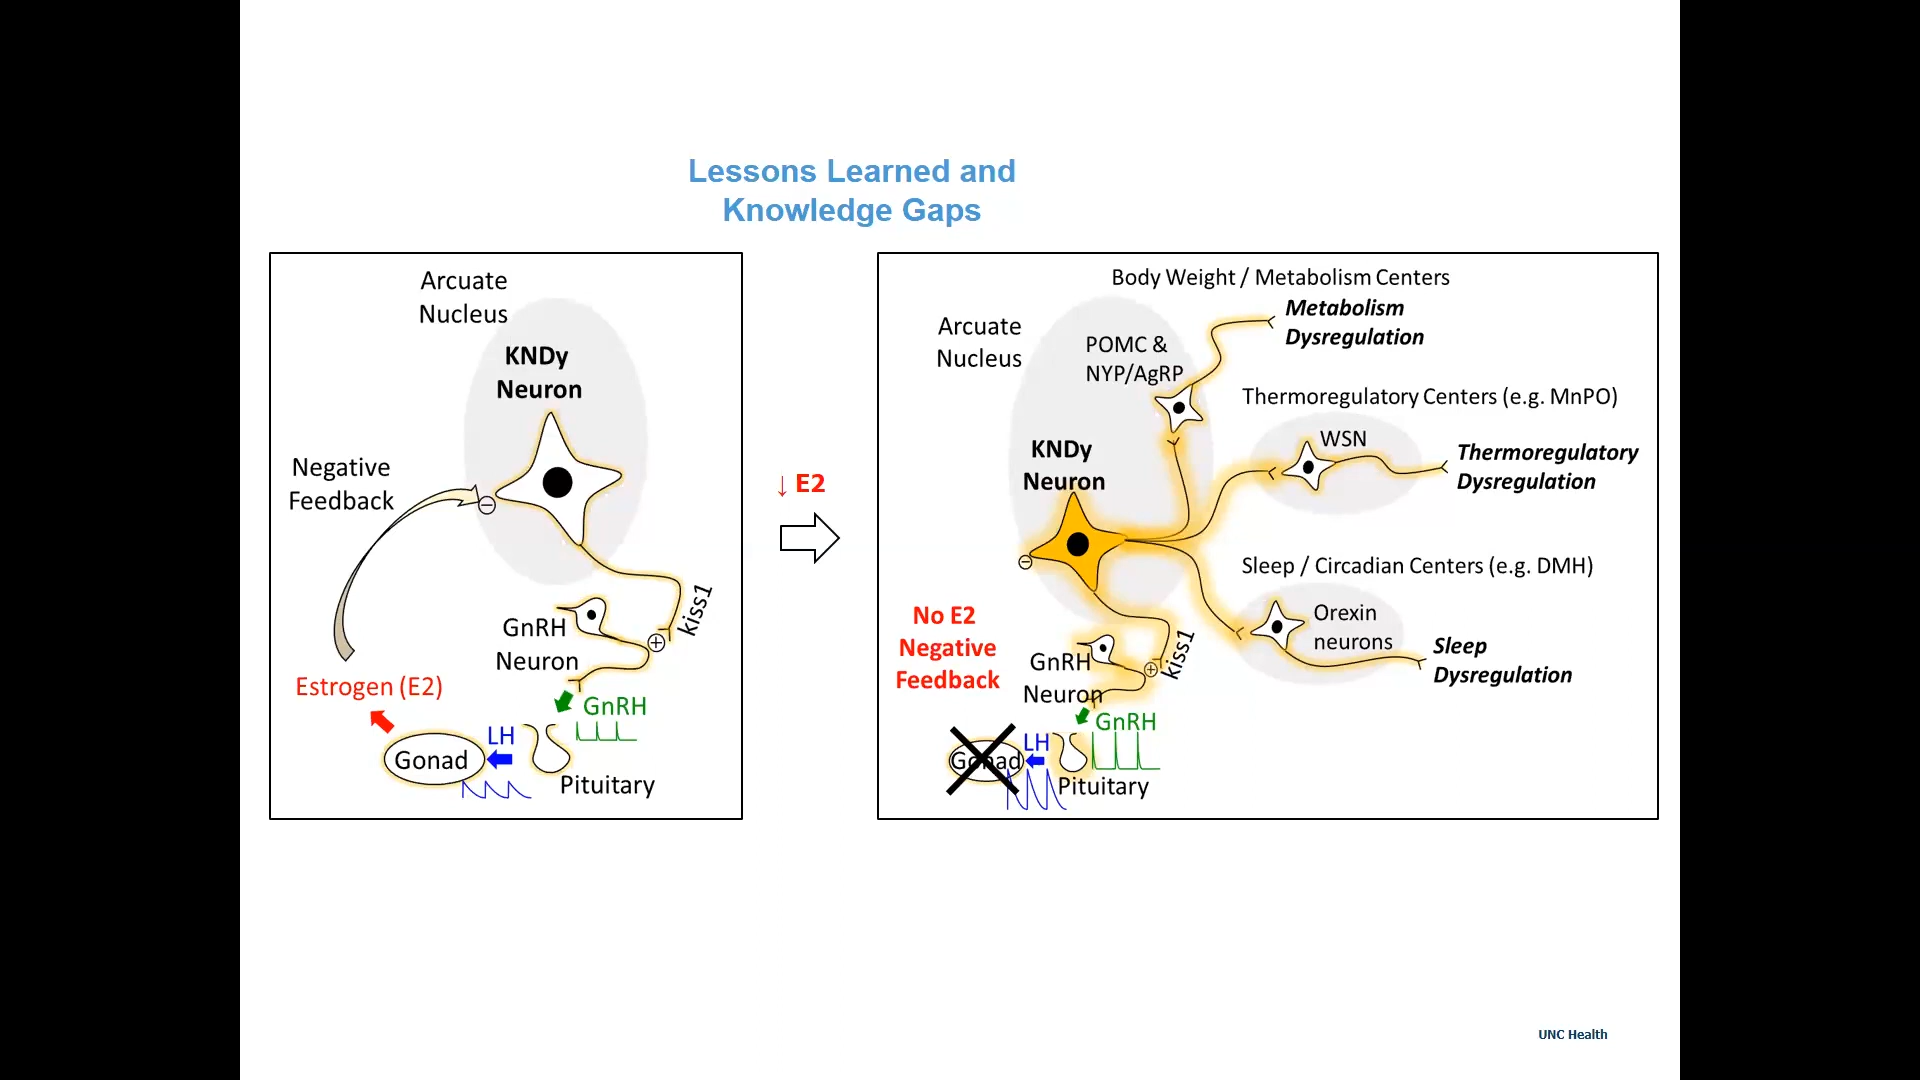 Lessons Learned and
Knowledge Gaps
Arcuate
Nucleus
KNDy
Neuron
Negative
Feedback
−
kiss1
GnRH
Neuron
+
Estrogen (E2)
GnRH
LH
Gonad
Pituitary
↓ E2
Body Weight / Metabolism Centers
Metabolism
Dysregulation
Arcuate
Nucleus
POMC &
NYP/AgRP
Thermoregulatory Centers (e.g. MnPO)
WSN
Thermoregulatory
Dysregulation
KNDy
Neuron
−
Sleep / Circadian Centers (e.g. DMH)
Orexin
neurons
Sleep
Dysregulation
No E2
Negative
Feedback
kiss1
GnRH
Neuron
+
GnRH
LH
Gonad
Pituitary
UNC Health